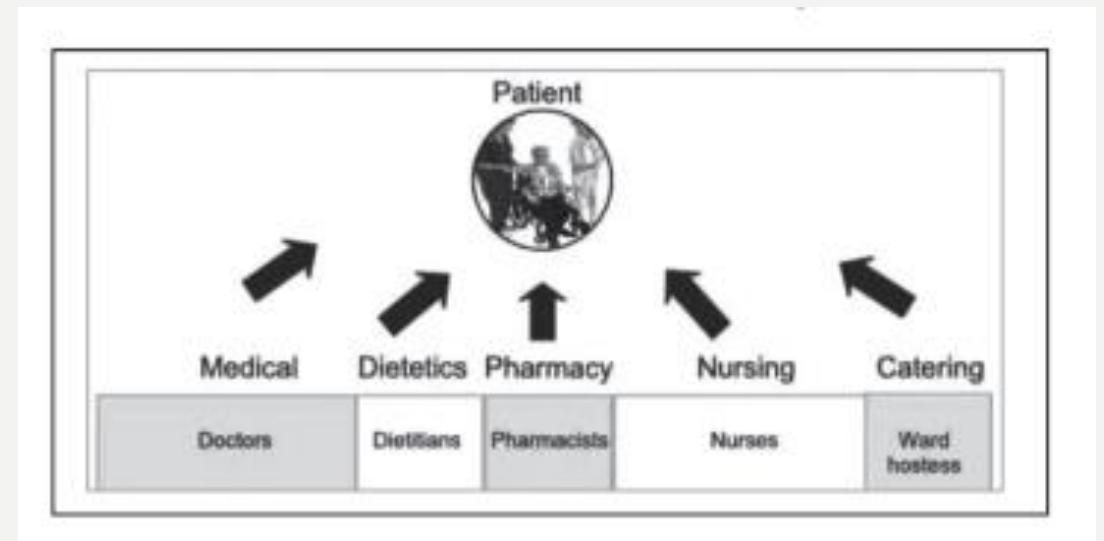 Patient
Medical Dietetics Pharmacy Nursing Catering
Doctors Dietitians Pharmacists Nurses Ward
hostess